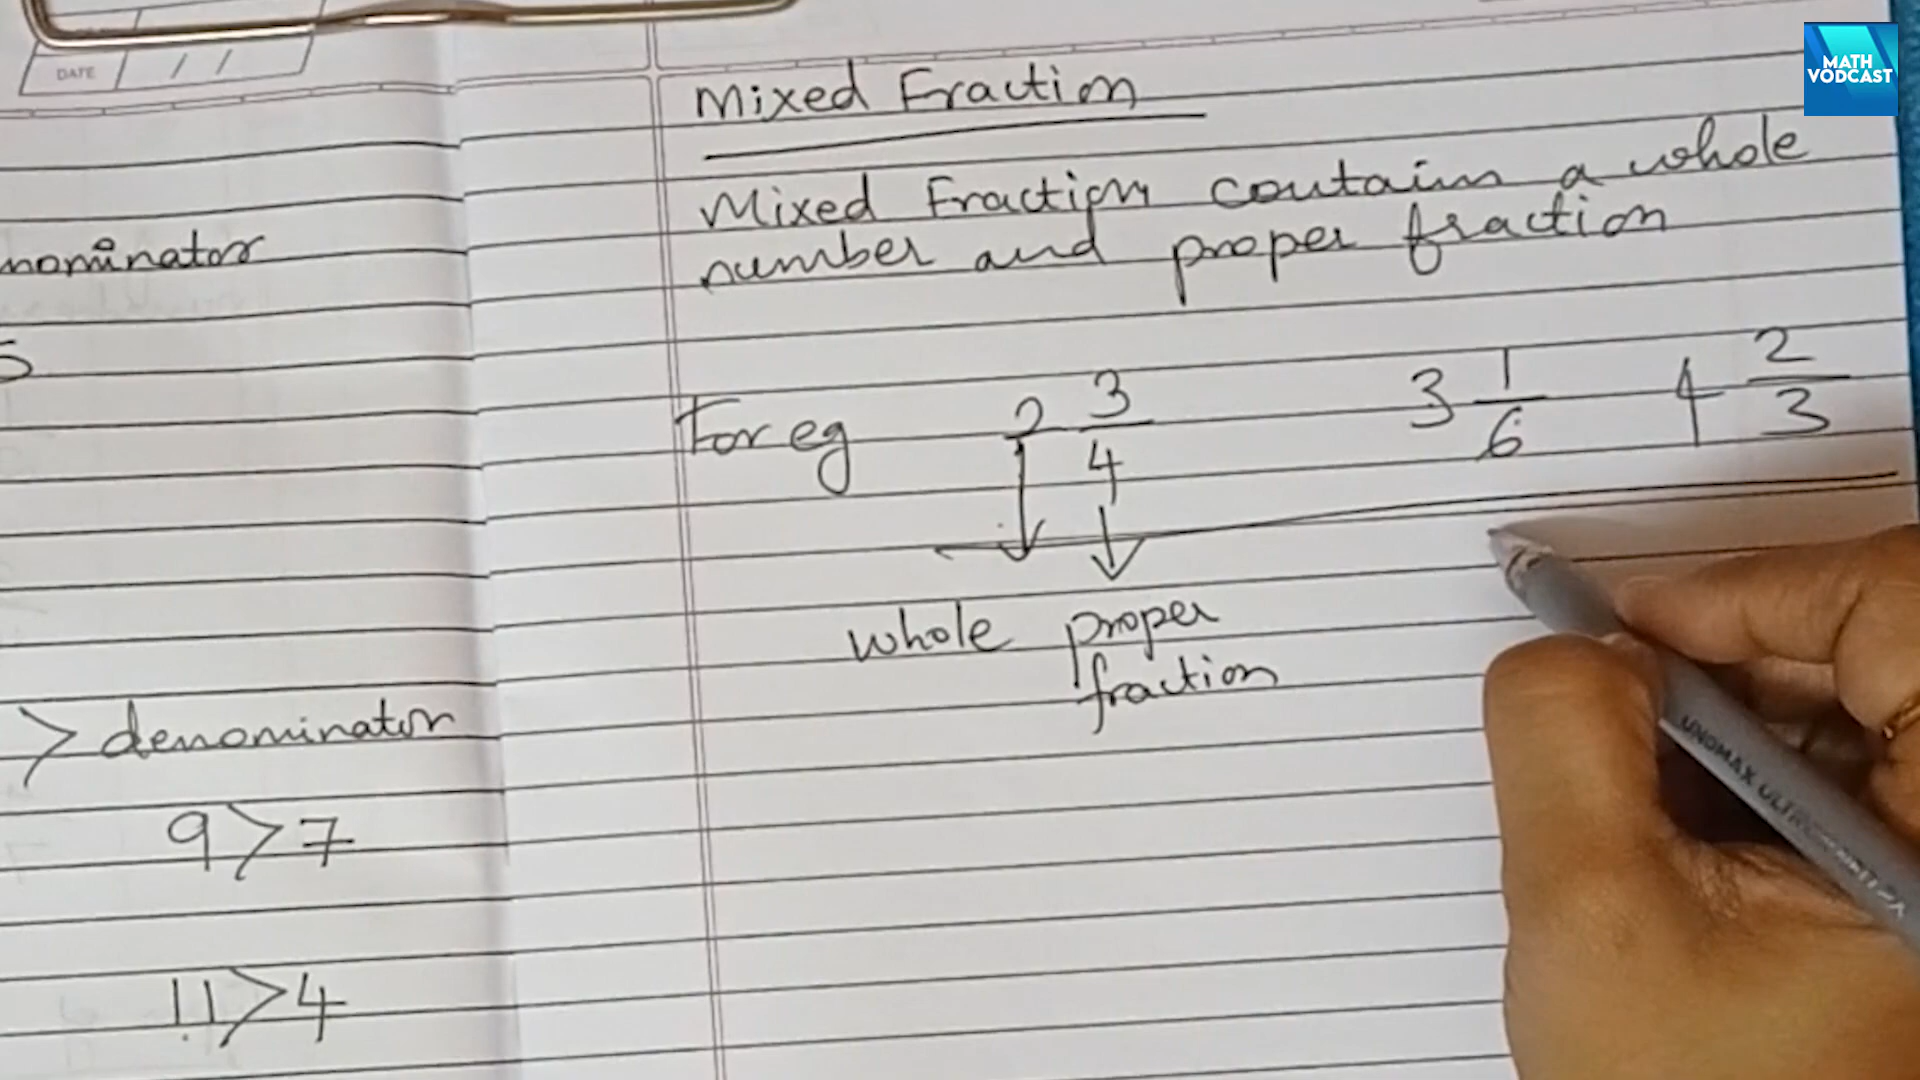 DATE / /
MATH
VODCAST
Mixed Fraction
Mixed Fraction contains a whole
number and proper fraction
For eg 2 3/4 3 1/6 4 2/3
whole proper
fraction
nominator
5
> denominator
9 > 7
11 > 4
UNOMAX